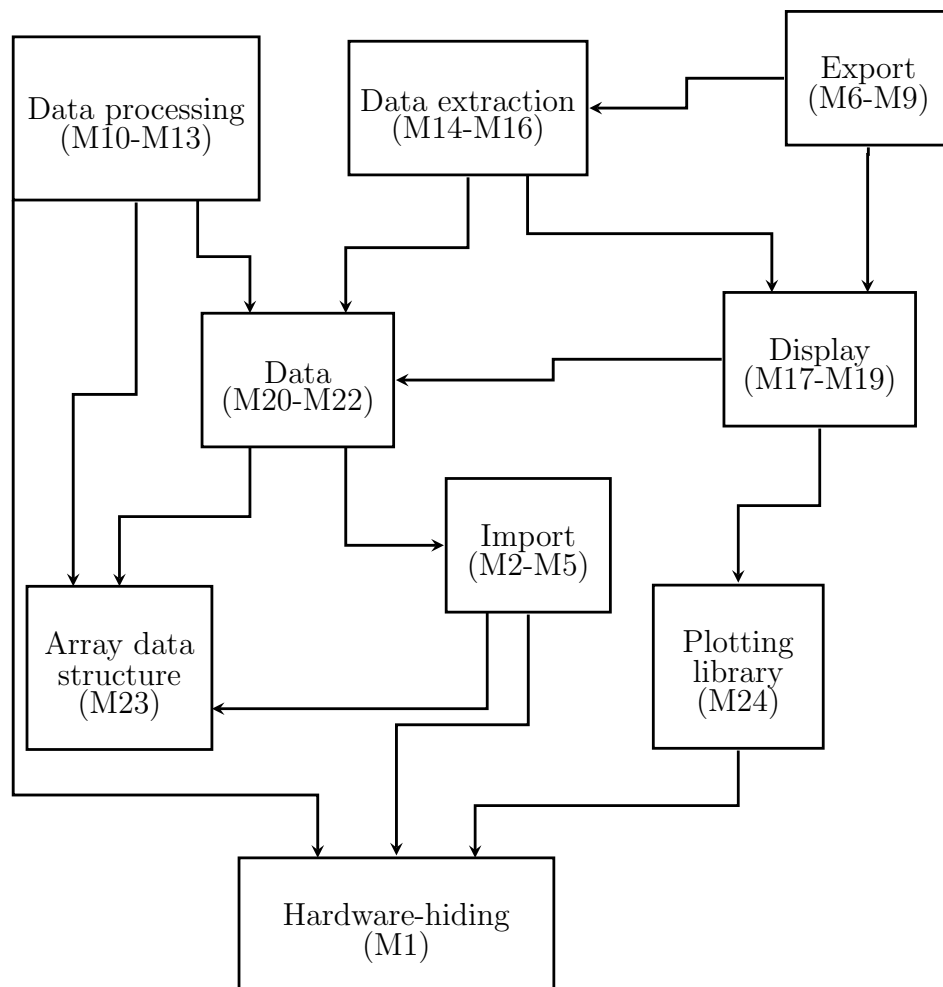 Data processing
(M10-M13)
Data extraction
(M14-M16)
Export
(M6-M9)
Data
(M20-M22)
Display
(M17-M19)
Import
(M2-M5)
Array data
structure
(M23)
Plotting
library
(M24)
Hardware-hiding
(M1)